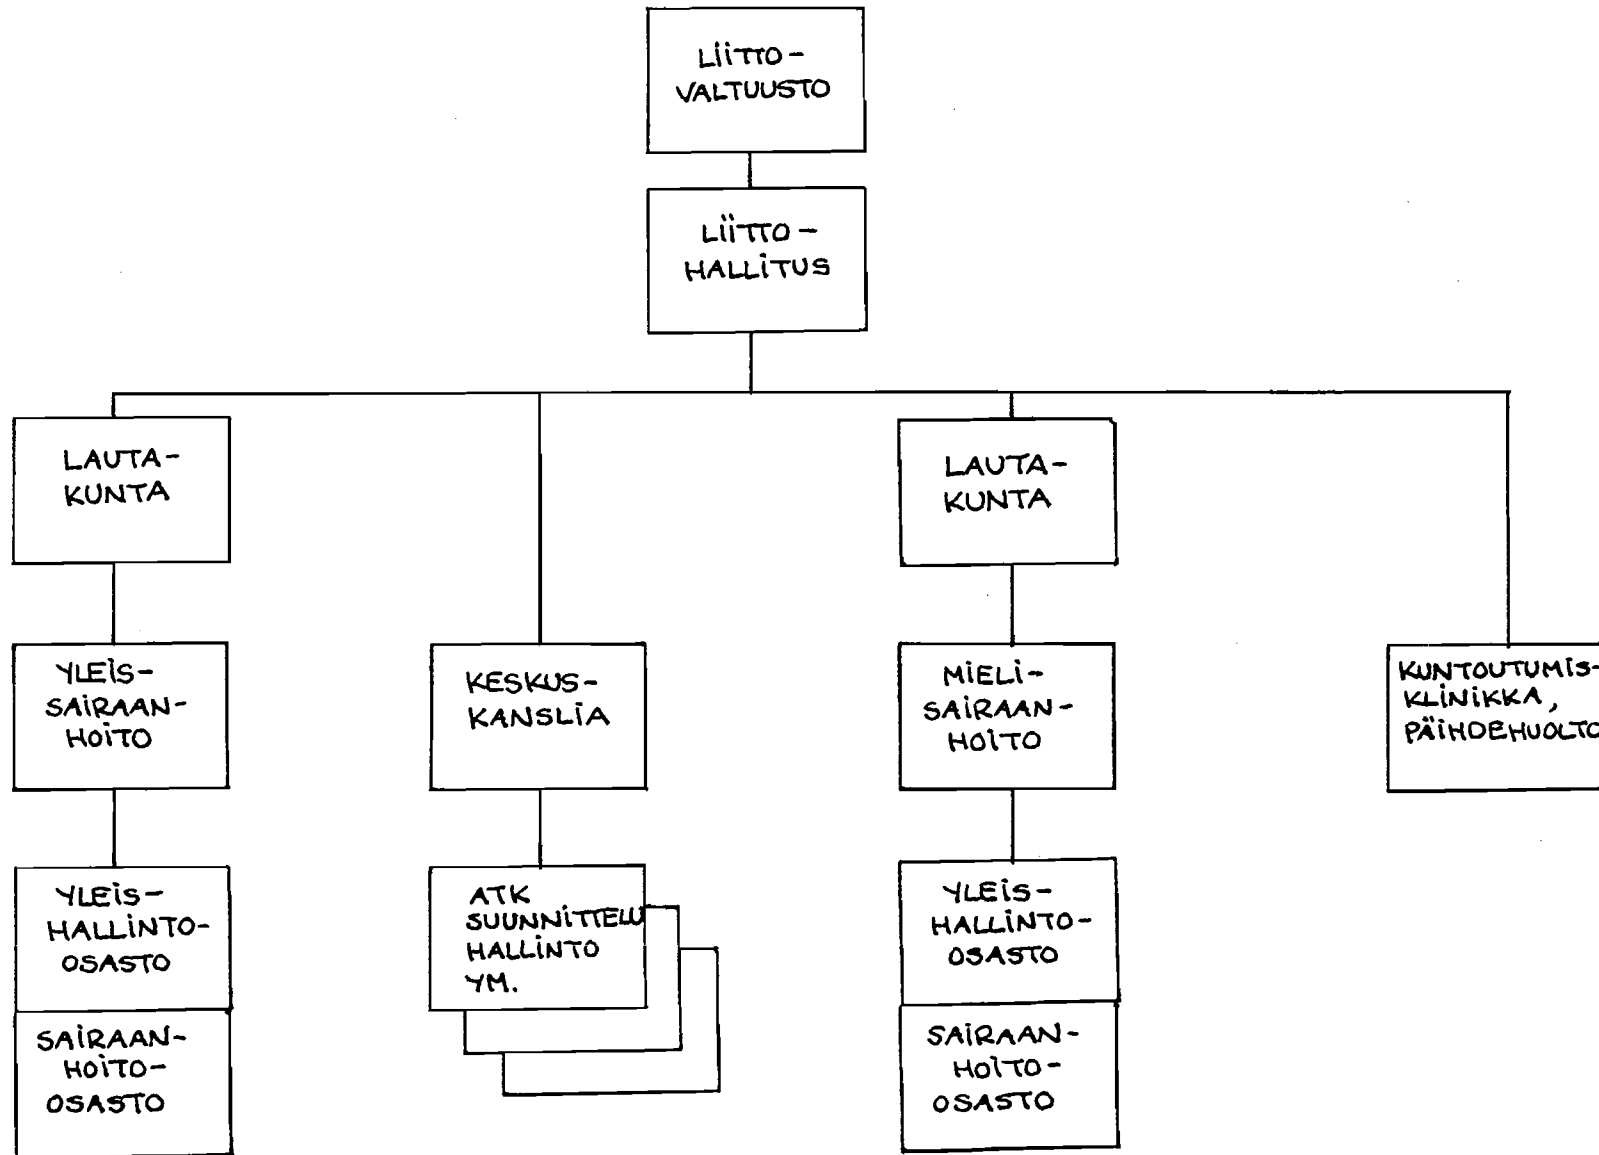 LIITTO-
VALTUUSTO
LIITTO-
HALLITUS
LAUTA-
KUNTA
LAUTA-
KUNTA
YLEIS-
SAIRAAN-
HOITO
KESKUS-
KANSLIA
MIELI-
SAIRAAN-
HOITO
KUNTOUTUMIS-
KLINIKKA,
PÄIHDEHUOLTO
YLEIS-
HALLINTO-
OSASTO
ATK
SUUNNITTELU
HALLINTO
YM.
YLEIS-
HALLINTO-
OSASTO
SAIRAAN-
HOITO-
OSASTO
SAIRAAN-
HOITO-
OSASTO